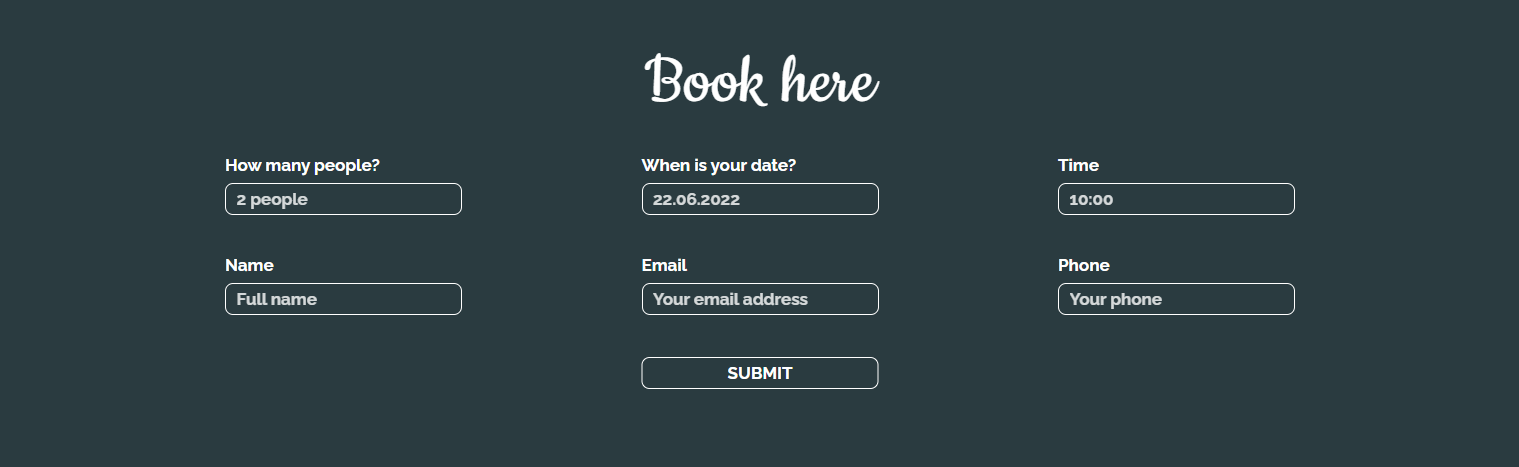 Book here
How many people? When is your date? Time
2 people 22.06.2022 10:00
Name Email Phone
Full name Your email address Your phone
SUBMIT